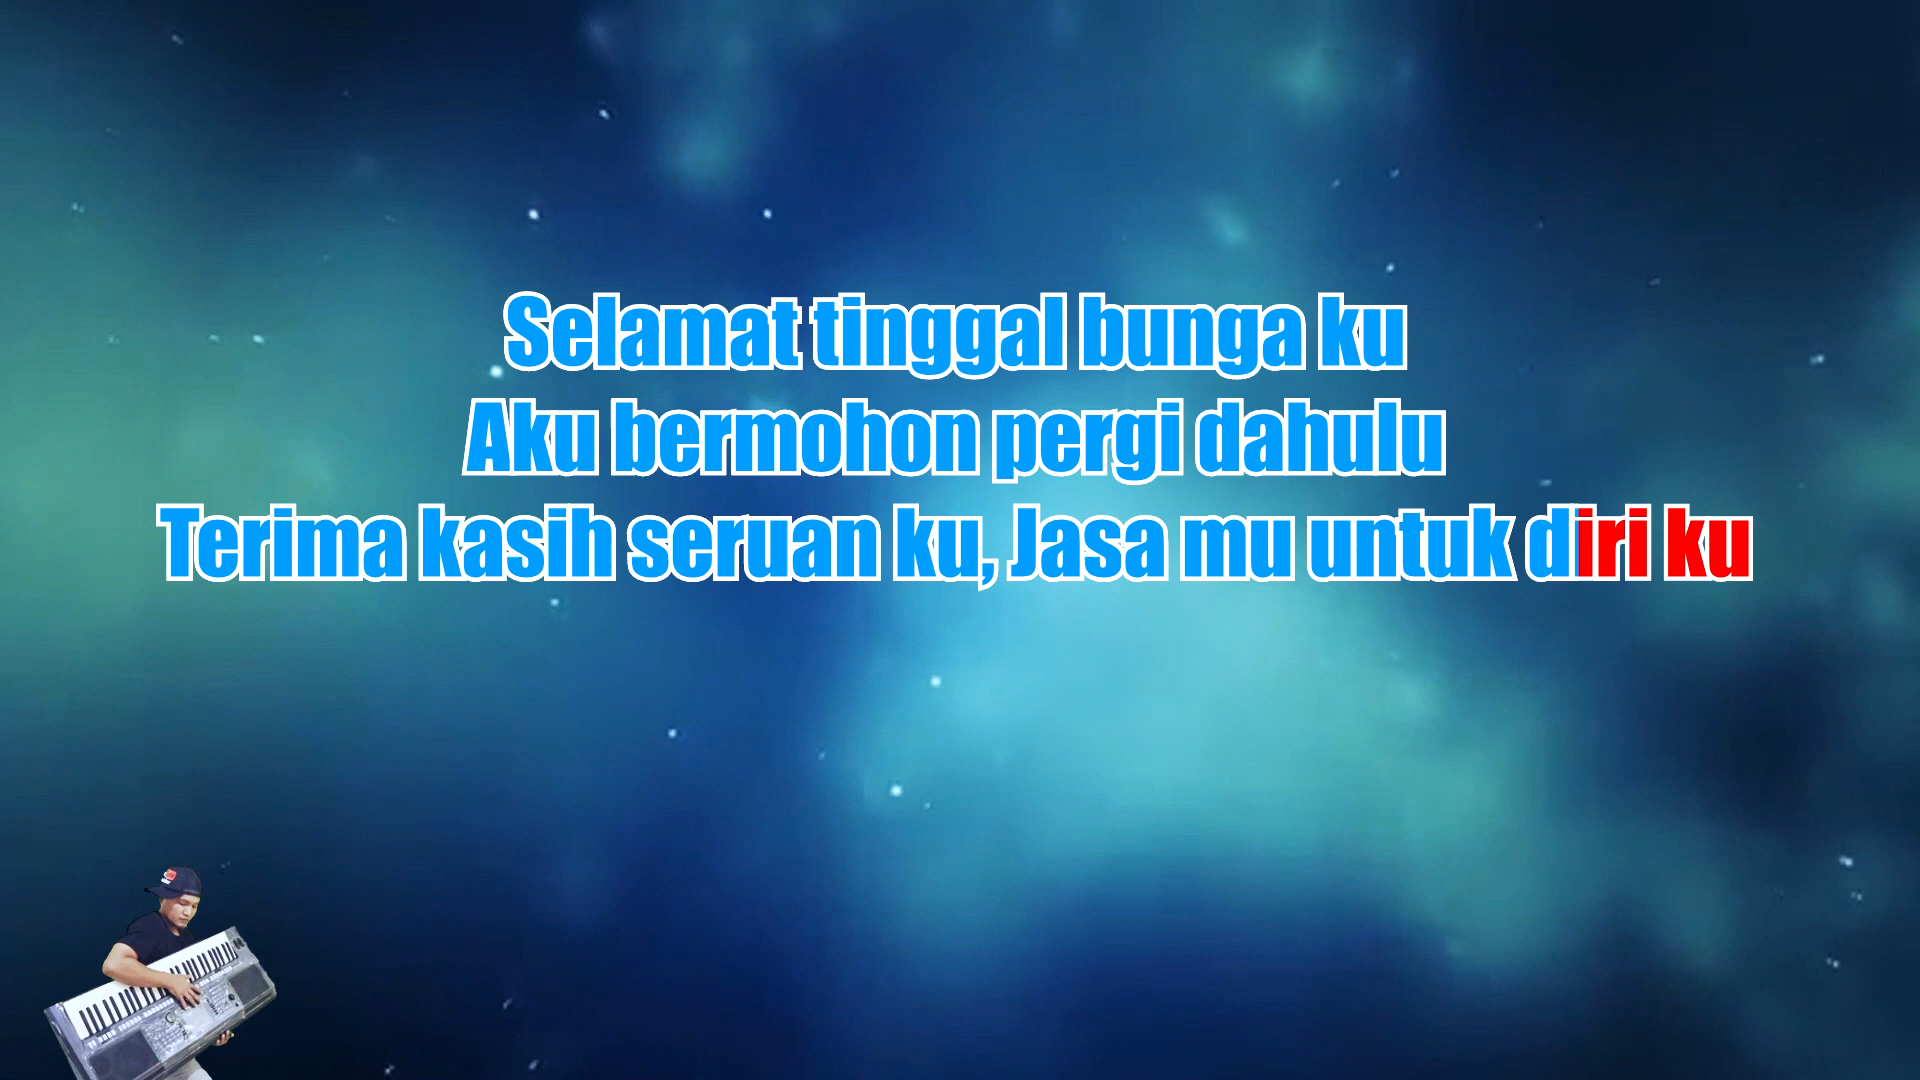 Selamat tinggal bunga ku
Aku bermohon pergi dahulu
Terima kasih seruan ku, Jasa mu untuk diri ku